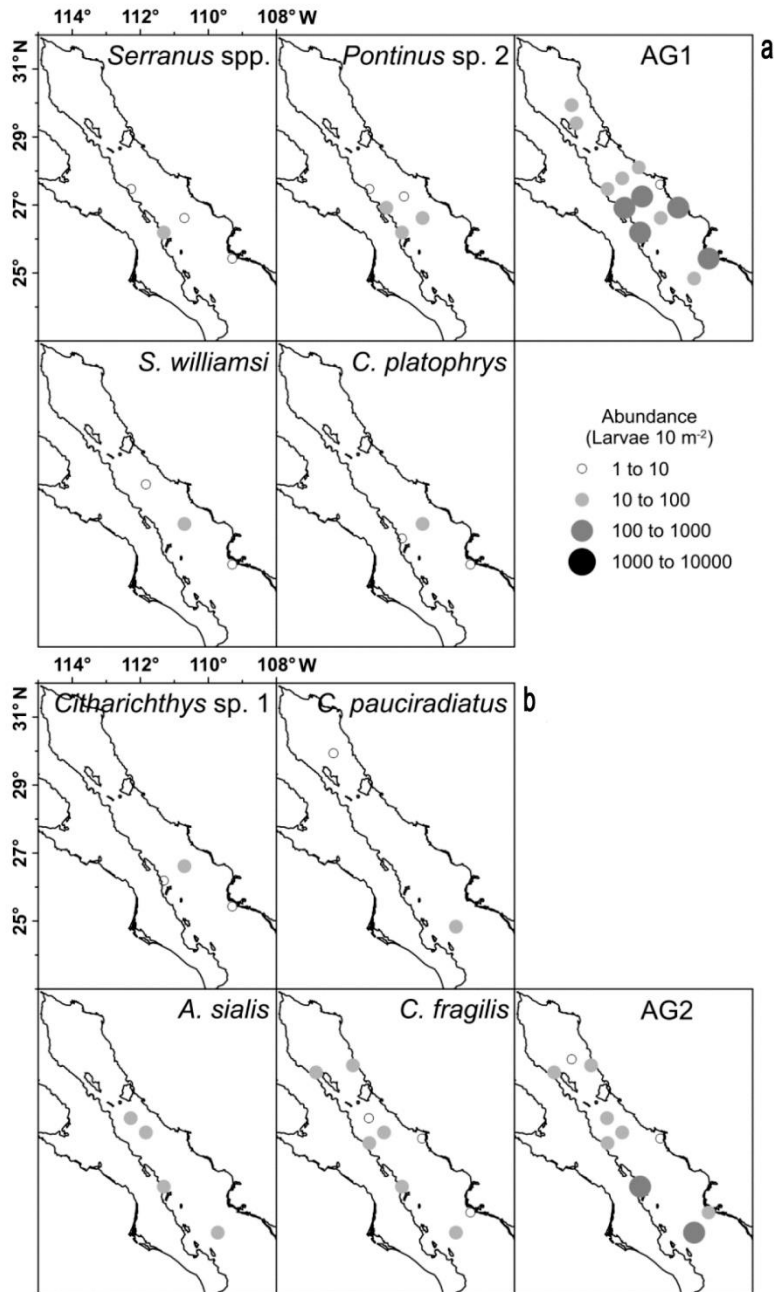 114° 112° 110° 108° W
a
Serranus spp. Pontinus sp. 2 AG1
31° N
29°
27°
25°
S. williamsi C. platophrys
Abundance
(Larvae 10 m⁻²)
1 to 10
10 to 100
100 to 1000
1000 to 10000
114° 112° 110° 108° W
b
Citharichthys sp. 1 C. pauciradiatus
31° N
29°
27°
25°
A. sialis C. fragilis AG2